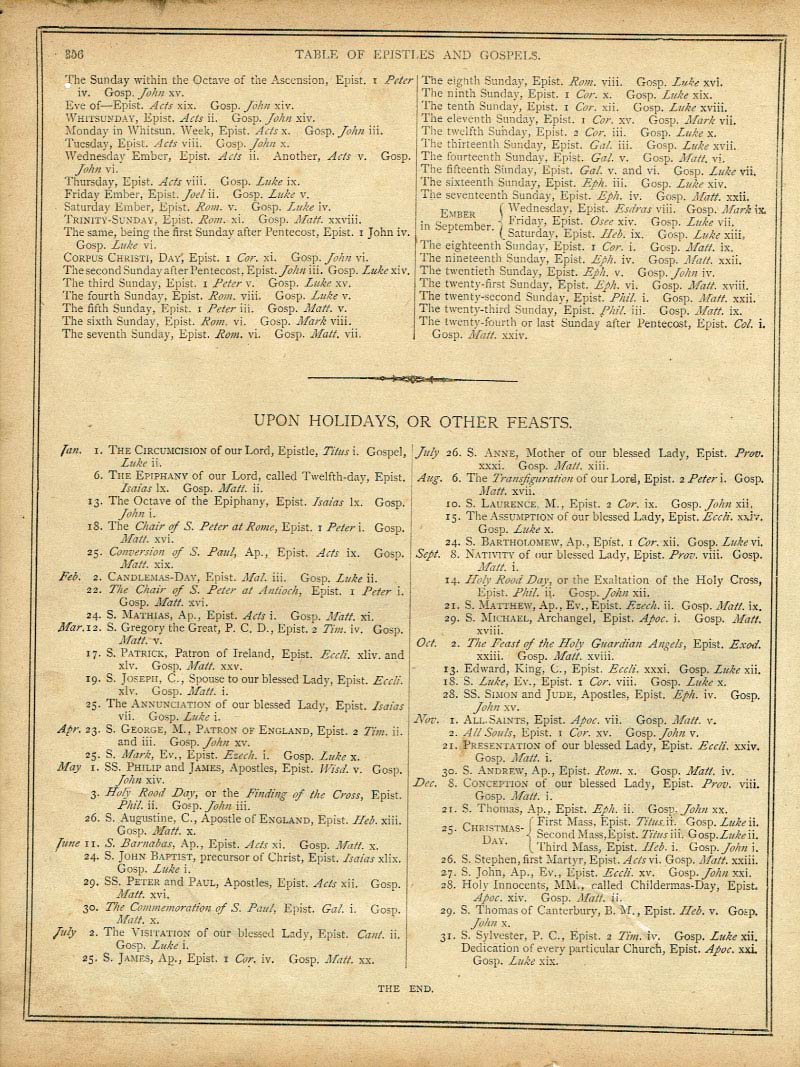 356
TABLE OF EPISTLES AND GOSPELS.
The Sunday within the Octave of the Ascension, Epist. 1 Peter
iv. Gosp. John xv.
Eve of—Epist. Acts xix. Gosp. John xiv.
WHITSUNDAY, Epist. Acts ii. Gosp. John xiv.
Monday in Whitsun. Week, Epist. Acts x. Gosp. John iii.
Tuesday, Epist. Acts viii. Gosp. John x.
Wednesday Ember, Epist. Acts ii. Another, Acts v. Gosp.
John vi.
Thursday, Epist. Acts viii. Gosp. Luke ix.
Friday Ember, Epist. Joel ii. Gosp. Luke v.
Saturday Ember, Epist. Rom. v. Gosp. Luke iv.
TRINITY-SUNDAY, Epist. Rom. xi. Gosp. Matt. xxviii.
The same, being the first Sunday after Pentecost, Epist. 1 John iv.
Gosp. Luke vi.
CORPUS CHRISTI, DAY, Epist. 1 Cor. xi. Gosp. John vi.
The second Sunday after Pentecost, Epist. John iii. Gosp. Luke xiv.
The third Sunday, Epist. 1 Peter v. Gosp. Luke xv.
The fourth Sunday, Epist. Rom. viii. Gosp. Luke v.
The fifth Sunday, Epist. 1 Peter iii. Gosp. Matt. v.
The sixth Sunday, Epist. Rom. vi. Gosp. Mark viii.
The seventh Sunday, Epist. Rom. vi. Gosp. Matt. vii.
The eighth Sunday, Epist. Rom. viii. Gosp. Luke xvi.
The ninth Sunday, Epist. 1 Cor. x. Gosp. Luke xix.
The tenth Sunday, Epist. 1 Cor. xii. Gosp. Luke xviii.
The eleventh Sunday, Epist. 1 Cor. xv. Gosp. Mark vii.
The twelfth Sunday, Epist. 2 Cor. iii. Gosp. Luke x.
The thirteenth Sunday, Epist. Gal. iii. Gosp. Luke xvii.
The fourteenth Sunday, Epist. Gal. v. Gosp. Matt. vi.
The fifteenth Sunday, Epist. Gal. v. and vi. Gosp. Luke vii.
The sixteenth Sunday, Epist. Eph. iii. Gosp. Luke xiv.
The seventeenth Sunday, Epist. Eph. iv. Gosp. Matt. xxii.
EMBER in September.
Wednesday, Epist. Esdras viii. Gosp. Mark ix.
Friday, Epist. Osee xiv. Gosp. Luke vii.
Saturday, Epist. Heb. ix. Gosp. Luke xiii.
The eighteenth Sunday, Epist. 1 Cor. i. Gosp. Matt. ix.
The nineteenth Sunday, Epist. Eph. iv. Gosp. Matt. xxii.
The twentieth Sunday, Epist. Eph. v. Gosp. John iv.
The twenty-first Sunday, Epist. Eph. vi. Gosp. Matt. xviii.
The twenty-second Sunday, Epist. Phil. i. Gosp. Matt. xxii.
The twenty-third Sunday, Epist. Phil. iii. Gosp. Matt. ix.
The twenty-fourth or last Sunday after Pentecost, Epist. Col. i.
Gosp. Matt. xxiv.
UPON HOLIDAYS, OR OTHER FEASTS.
Jan. 1. THE CIRCUMCISION of our Lord, Epistle, Titus i. Gospel,
Luke ii.
6. THE EPIPHANY of our Lord, called Twelfth-day, Epist.
Isaias lx. Gosp. Matt. ii.
13. The Octave of the Epiphany, Epist. Isaias lx. Gosp.
John i.
18. The Chair of S. Peter at Rome, Epist. 1 Peter i. Gosp.
Matt. xvi.
25. Conversion of S. Paul, Ap., Epist. Acts ix. Gosp.
Matt. xix.
Feb. 2. CANDLEMAS-DAY, Epist. Mal. iii. Gosp. Luke ii.
22. The Chair of S. Peter at Antioch, Epist. 1 Peter i.
Gosp. Matt. xvi.
24. S. MATHIAS, Ap., Epist. Acts i. Gosp. Matt. xi.
Mar. 12. S. Gregory the Great, P. C. D., Epist. 2 Tim. iv. Gosp.
Matt. v.
17. S. PATRICK, Patron of Ireland, Epist. Eccli. xliv. and
xlv. Gosp. Matt. xxv.
19. S. JOSEPH, C., Spouse to our blessed Lady, Epist. Eccli.
xlv. Gosp. Matt. i.
25. The ANNUNCIATION of our blessed Lady, Epist. Isaias
vii. Gosp. Luke i.
Apr. 23. S. GEORGE, M., PATRON OF ENGLAND, Epist. 2 Tim. ii.
and iii. Gosp. John xv.
25. S. Mark, Ev., Epist. Ezech. i. Gosp. Luke x.
May 1. SS. PHILIP and JAMES, Apostles, Epist. Wisd. v. Gosp.
John xiv.
3. Holy Rood Day, or the Finding of the Cross, Epist.
Phil. ii. Gosp. John iii.
26. S. Augustine, C., Apostle of ENGLAND, Epist. Heb. xiii.
Gosp. Matt. x.
June 11. S. Barnabas, Ap., Epist. Acts xi. Gosp. Matt. x.
24. S. JOHN BAPTIST, precursor of Christ, Epist. Isaias xlix.
Gosp. Luke i.
29. SS. PETER and PAUL, Apostles, Epist. Acts xii. Gosp.
Matt. xvi.
30. The Commemoration of S. Paul, Epist. Gal. i. Gosp.
Matt. x.
July 2. The VISITATION of our blessed Lady, Epist. Cant. ii.
Gosp. Luke i.
25. S. JAMES, Ap., Epist. 1 Cor. iv. Gosp. Matt. xx.
July 26. S. ANNE, Mother of our blessed Lady, Epist. Prov.
xxxi. Gosp. Matt. xiii.
Aug. 6. The Transfiguration of our Lord, Epist. 2 Peter i. Gosp.
Matt. xvii.
10. S. LAURENCE, M., Epist. 2 Cor. ix. Gosp. John xii.
15. The ASSUMPTION of our blessed Lady, Epist. Eccli. xxiv.
Gosp. Luke x.
24. S. BARTHOLOMEW, Ap., Epist. 1 Cor. xii. Gosp. Luke vi.
Sept. 8. NATIVITY of our blessed Lady, Epist. Prov. viii. Gosp.
Matt. i.
14. Holy Rood Day, or the Exaltation of the Holy Cross,
Epist. Phil. ii. Gosp. John xii.
21. S. MATTHEW, Ap., Ev., Epist. Ezech. ii. Gosp. Matt. ix.
29. S. MICHAEL, Archangel, Epist. Apoc. i. Gosp. Matt.
xviii.
Oct. 2. The Feast of the Holy Guardian Angels, Epist. Exod.
xxiii. Gosp. Matt. xviii.
13. Edward, King, C., Epist. Eccli. xxxi. Gosp. Luke xii.
18. S. Luke, Ev., Epist. 1 Cor. viii. Gosp. Luke x.
28. SS. SIMON and JUDE, Apostles, Epist. Eph. iv. Gosp.
John xv.
Nov. 1. ALL SAINTS, Epist. Apoc. vii. Gosp. Matt. v.
2. All Souls, Epist. 1 Cor. xv. Gosp. John v.
21. PRESENTATION of our blessed Lady, Epist. Eccli. xxiv.
Gosp. Matt. i.
30. S. ANDREW, Ap., Epist. Rom. x. Gosp. Matt. iv.
Dec. 8. CONCEPTION of our blessed Lady, Epist. Prov. viii.
Gosp. Matt. i.
21. S. Thomas, Ap., Epist. Eph. ii. Gosp. John xx.
25. CHRISTMAS-DAY.
First Mass, Epist. Titus ii. Gosp. Luke ii.
Second Mass, Epist. Titus iii. Gosp. Luke ii.
Third Mass, Epist. Heb. i. Gosp. John i.
26. S. Stephen, first Martyr, Epist. Acts vi. Gosp. Matt. xxiii.
27. S. John, Ap., Ev., Epist. Eccli. xv. Gosp. John xxi.
28. Holy Innocents, MM., called Childermas-Day, Epist.
Apoc. xiv. Gosp. Matt. ii.
29. S. Thomas of Canterbury, B. M., Epist. Heb. v. Gosp.
John x.
31. S. Sylvester, P. C., Epist. 2 Tim. iv. Gosp. Luke xii.
Dedication of every particular Church, Epist. Apoc. xxi.
Gosp. Luke xix.
THE END.